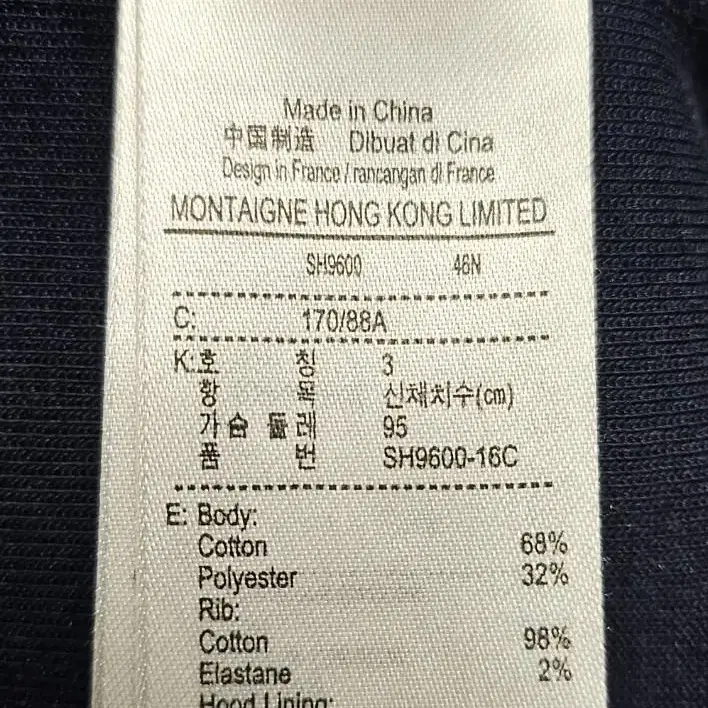 Made in China
中国制造 Dibuat di Cina
Design in France / rancangan di France
MONTAIGNE HONG KONG LIMITED
SH9600 46N
C: 170/88A
K: 호 칭 3
항 목 신체치수(cm)
가슴 둘레 95
품 번 SH9600-16C
E: Body:
Cotton 68%
Polyester 32%
Rib:
Cotton 98%
Elastane 2%
Hood Lining: